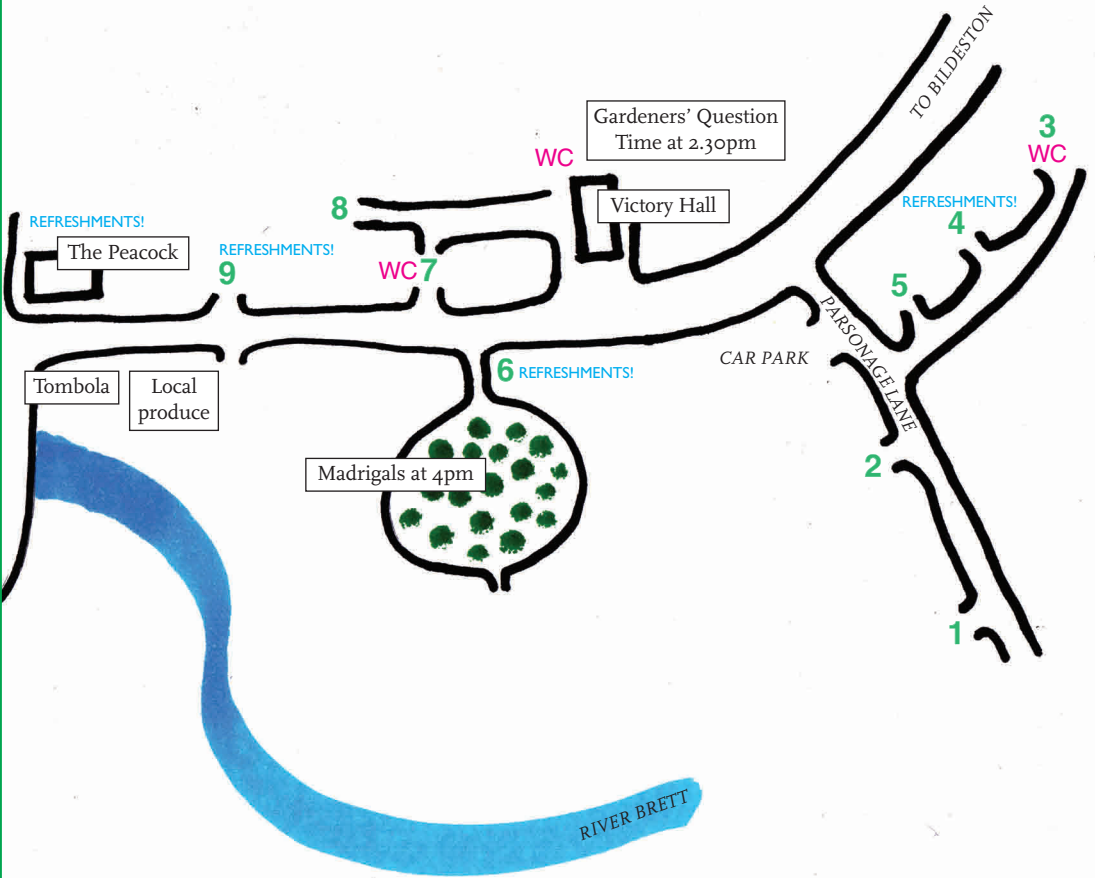 TO BILDESTON
Gardeners’ Question
Time at 2.30pm
3
WC
WC
8
Victory Hall
REFRESHMENTS!
4
REFRESHMENTS!
The Peacock
REFRESHMENTS!
9
WC 7
5
PARSONAGE LANE
CAR PARK
6 REFRESHMENTS!
Tombola
Local
produce
Madrigals at 4pm
2
1
RIVER BRETT